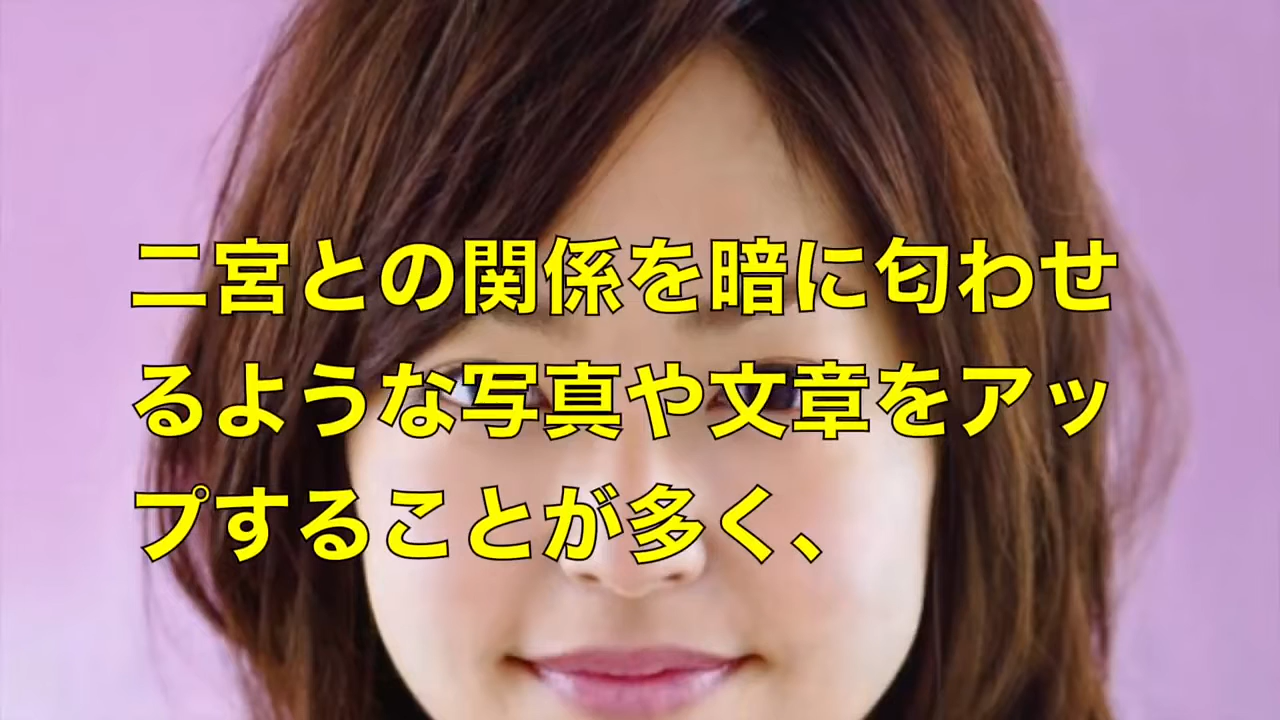 二宮との関係を暗に匂わせ
るような写真や文章をアッ
プすることが多く、